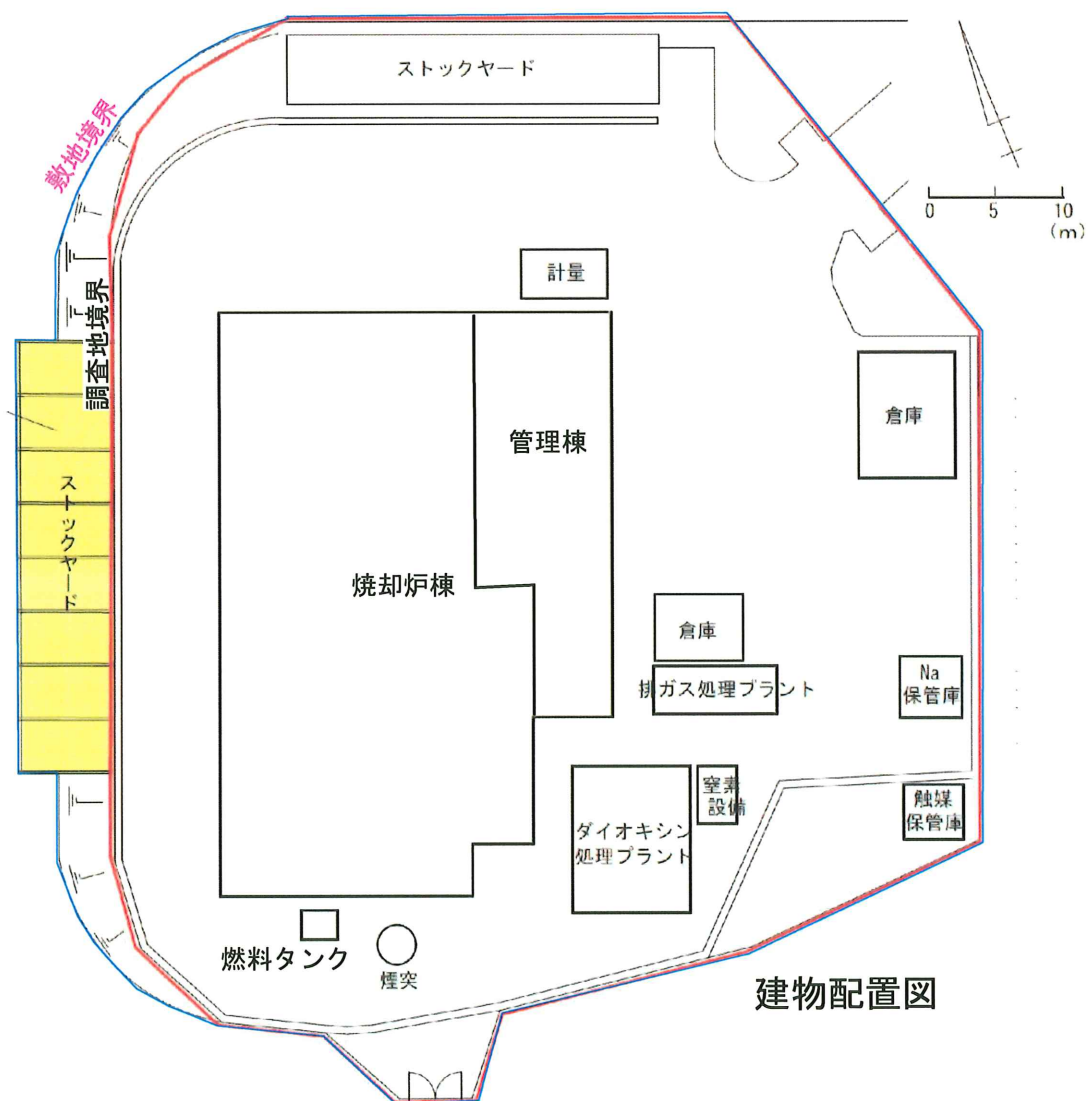 ストックヤード
敷地境界
0 5 10
(m)
計量
調査地境界
倉庫
管理棟
ストックヤード
焼却炉棟
倉庫
Na
保管庫
排ガス処理プラント
窒素
設備
触媒
保管庫
ダイオキシン
処理プラント
燃料タンク
煙突
建物配置図